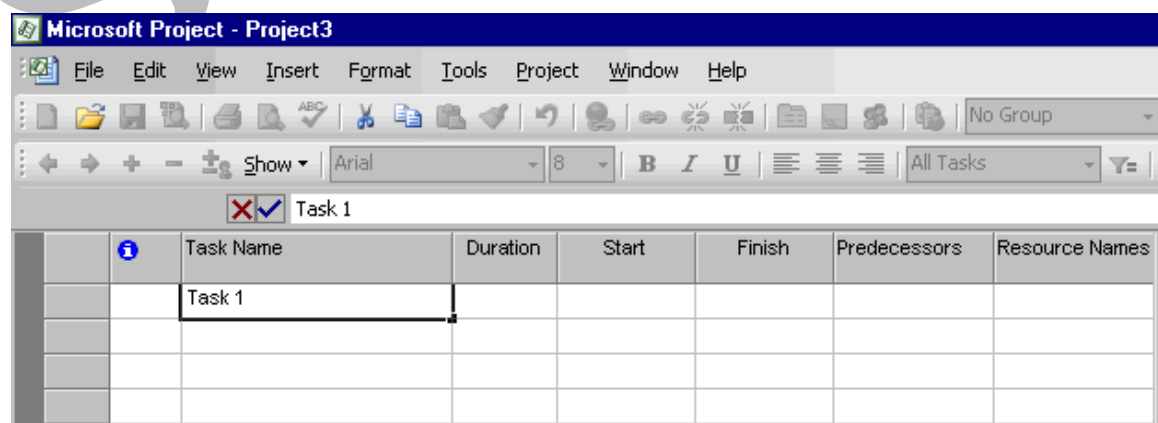 Microsoft Project - Project3
File Edit View Insert Format Tools Project Window Help
ABC No Group
Show Arial 8 B I U All Tasks
Task 1
Task Name Duration Start Finish Predecessors Resource Names
Task 1